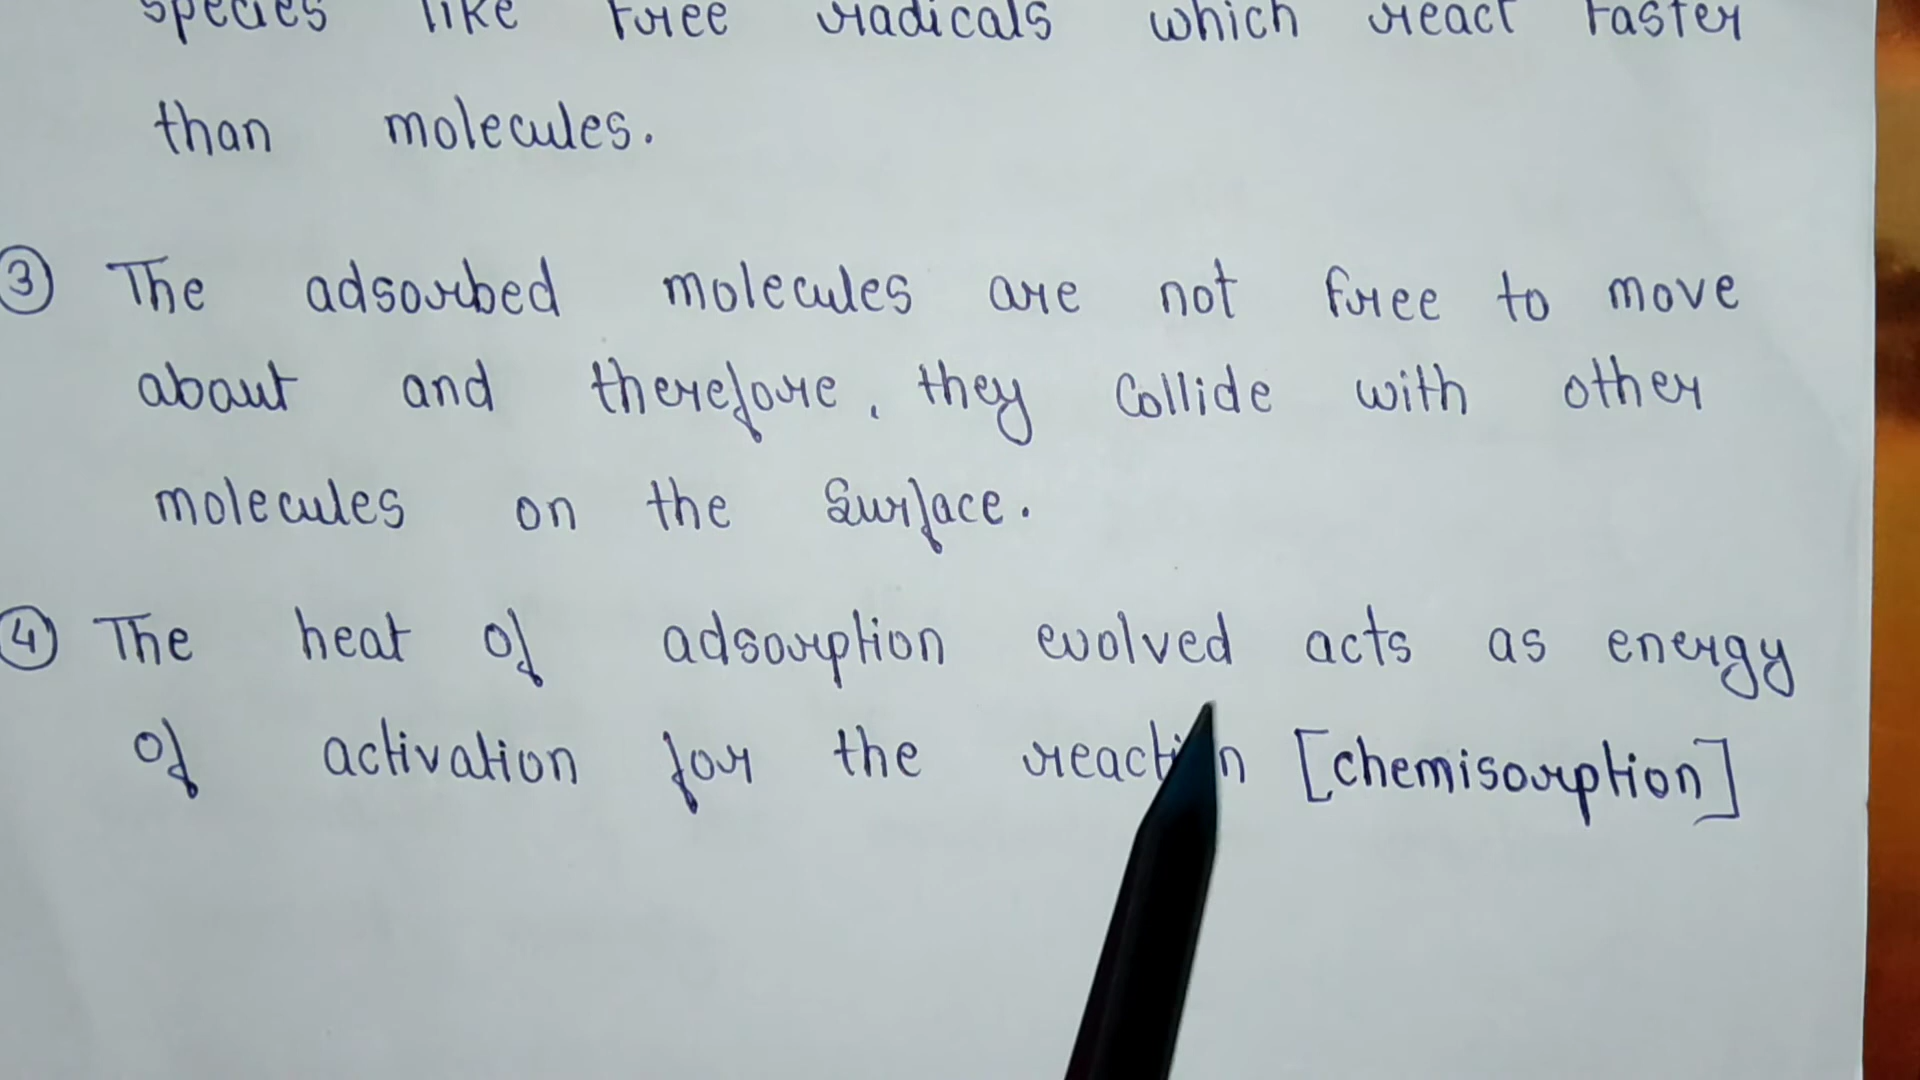 species like free radicals which react faster
than molecules.
③ The adsorbed molecules are not free to move
about and therefore, they Collide with other
molecules on the Surface.
④ The heat of adsorption evolved acts as energy
of activation for the reaction [chemisorption]